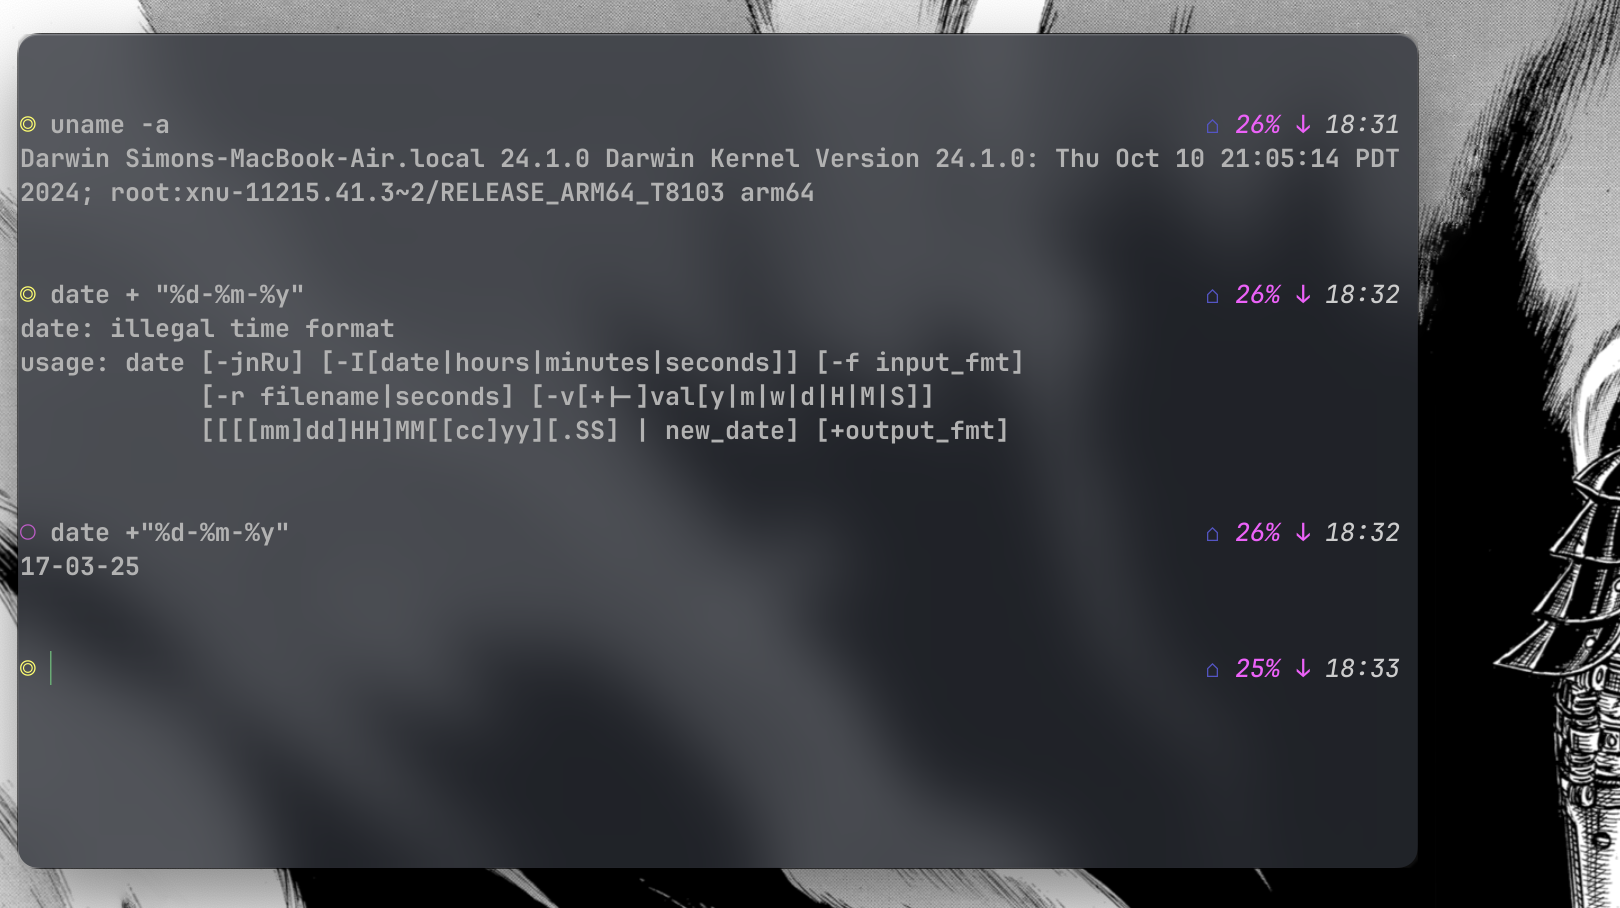 ◎ uname -a ⌂ 26% ↓ 18:31
Darwin Simons-MacBook-Air.local 24.1.0 Darwin Kernel Version 24.1.0: Thu Oct 10 21:05:14 PDT
2024; root:xnu-11215.41.3~2/RELEASE_ARM64_T8103 arm64
◎ date + "%d-%m-%y" ⌂ 26% ↓ 18:32
date: illegal time format
usage: date [-jnRu] [-I[date|hours|minutes|seconds]] [-f input_fmt]
[-r filename|seconds] [-v[+|-]val[y|m|w|d|H|M|S]]
[[[[mm]dd]HH]MM[[cc]yy][.SS] | new_date] [+output_fmt]
○ date +"%d-%m-%y" ⌂ 26% ↓ 18:32
17-03-25
◎ ⌂ 25% ↓ 18:33